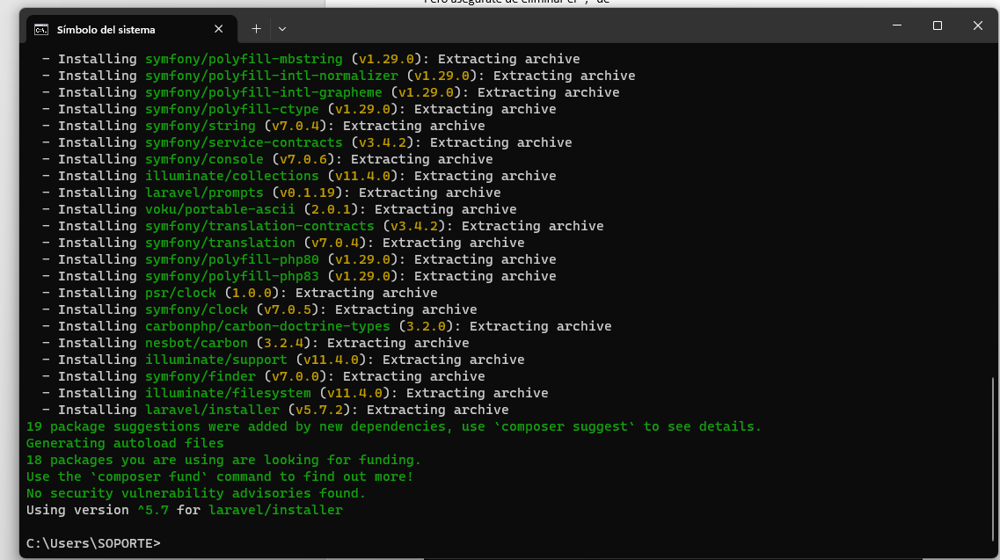 Símbolo del sistema
- Installing symfony/polyfill-mbstring (v1.29.0): Extracting archive
- Installing symfony/polyfill-intl-normalizer (v1.29.0): Extracting archive
- Installing symfony/polyfill-intl-grapheme (v1.29.0): Extracting archive
- Installing symfony/polyfill-ctype (v1.29.0): Extracting archive
- Installing symfony/string (v7.0.4): Extracting archive
- Installing symfony/service-contracts (v3.4.2): Extracting archive
- Installing symfony/console (v7.0.6): Extracting archive
- Installing illuminate/collections (v11.4.0): Extracting archive
- Installing laravel/prompts (v0.1.19): Extracting archive
- Installing voku/portable-ascii (2.0.1): Extracting archive
- Installing symfony/translation-contracts (v3.4.2): Extracting archive
- Installing symfony/translation (v7.0.4): Extracting archive
- Installing symfony/polyfill-php80 (v1.29.0): Extracting archive
- Installing symfony/polyfill-php83 (v1.29.0): Extracting archive
- Installing psr/clock (1.0.0): Extracting archive
- Installing symfony/clock (v7.0.5): Extracting archive
- Installing carbonphp/carbon-doctrine-types (3.2.0): Extracting archive
- Installing nesbot/carbon (3.2.4): Extracting archive
- Installing illuminate/support (v11.4.0): Extracting archive
- Installing symfony/finder (v7.0.0): Extracting archive
- Installing illuminate/filesystem (v11.4.0): Extracting archive
- Installing laravel/installer (v5.7.2): Extracting archive
19 package suggestions were added by new dependencies, use `composer suggest` to see details.
Generating autoload files
18 packages you are using are looking for funding.
Use the `composer fund` command to find out more!
No security vulnerability advisories found.
Using version ^5.7 for laravel/installer
C:\Users\SOPORTE>